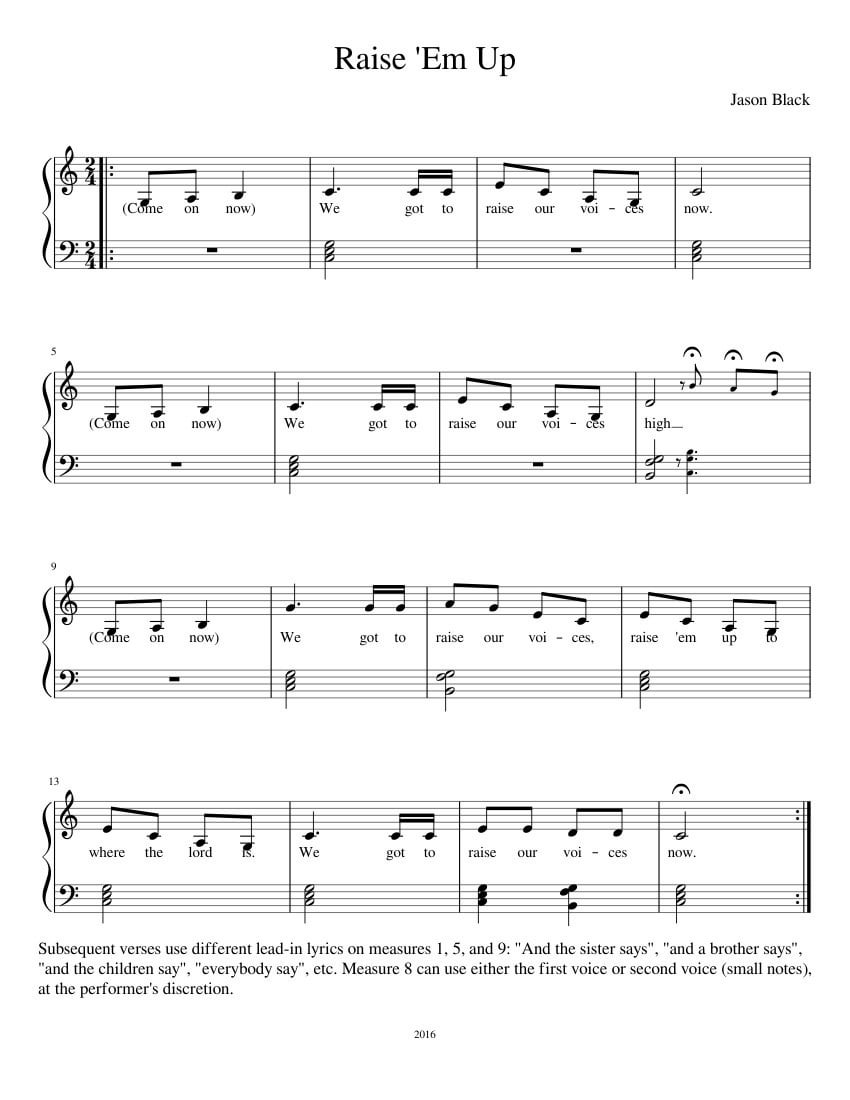 Raise 'Em Up
Jason Black
2
4
2
4
(Come on now) We got to raise our voi - ces now.
5
(Come on now) We got to raise our voi - ces high_
9
(Come on now) We got to raise our voi - ces, raise 'em up to
13
where the lord is. We got to raise our voi - ces now.
Subsequent verses use different lead-in lyrics on measures 1, 5, and 9: "And the sister says", "and a brother says",
"and the children say", "everybody say", etc. Measure 8 can use either the first voice or second voice (small notes),
at the performer's discretion.
2016